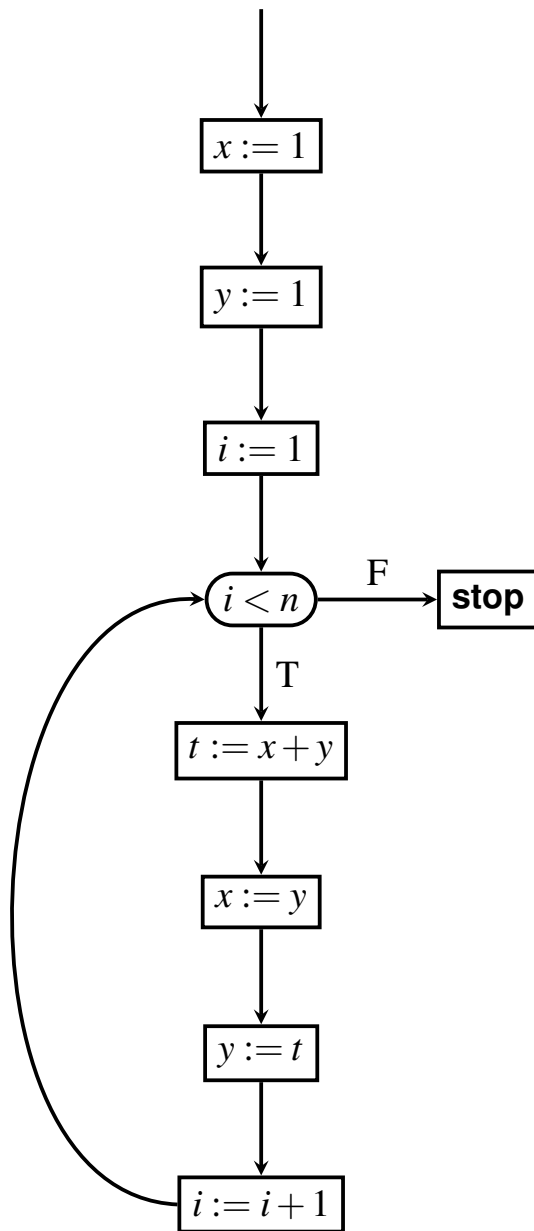 x := 1
y := 1
i := 1
i < n
F
stop
T
t := x + y
x := y
y := t
i := i + 1